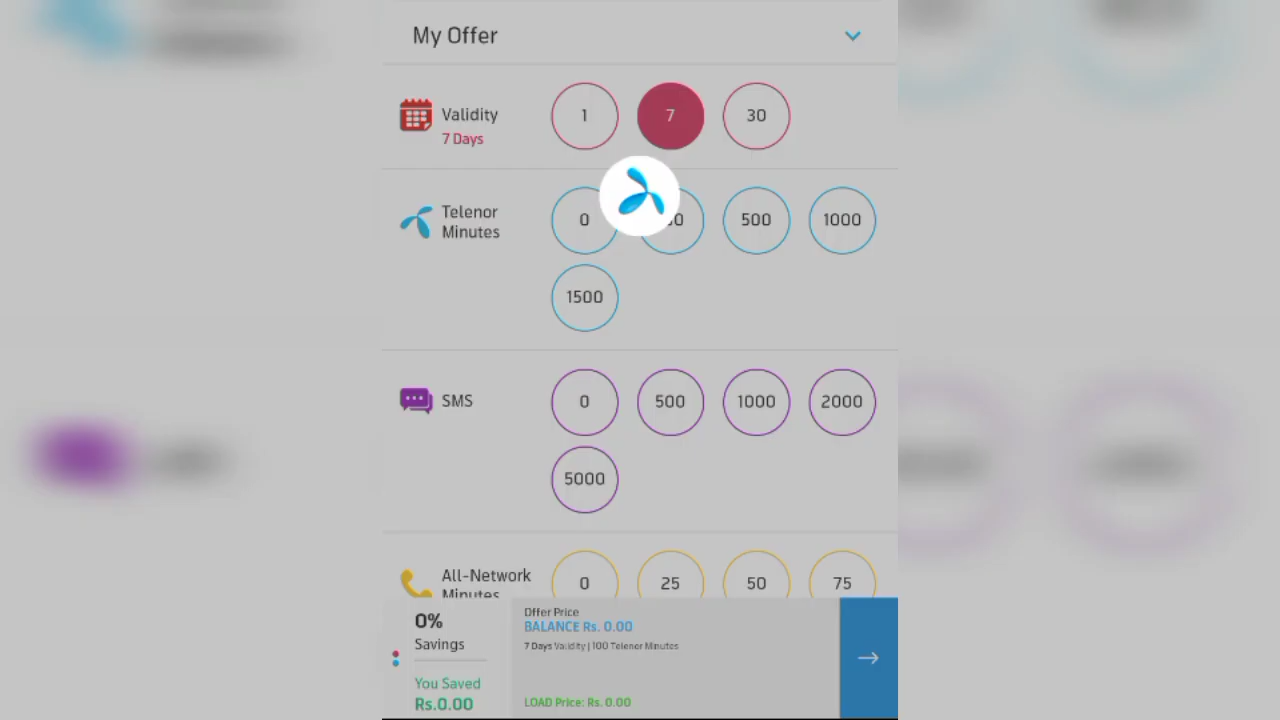 My Offer
Validity
7 Days
1
7
30
Telenor
Minutes
0
500
1000
1500
SMS
0
500
1000
2000
5000
All-Network
Minutes
0
25
50
75
0%
Savings
You Saved
Rs.0.00
Offer Price
BALANCE Rs. 0.00
7 Days Validity | 100 Telenor Minutes
LOAD Price: Rs. 0.00